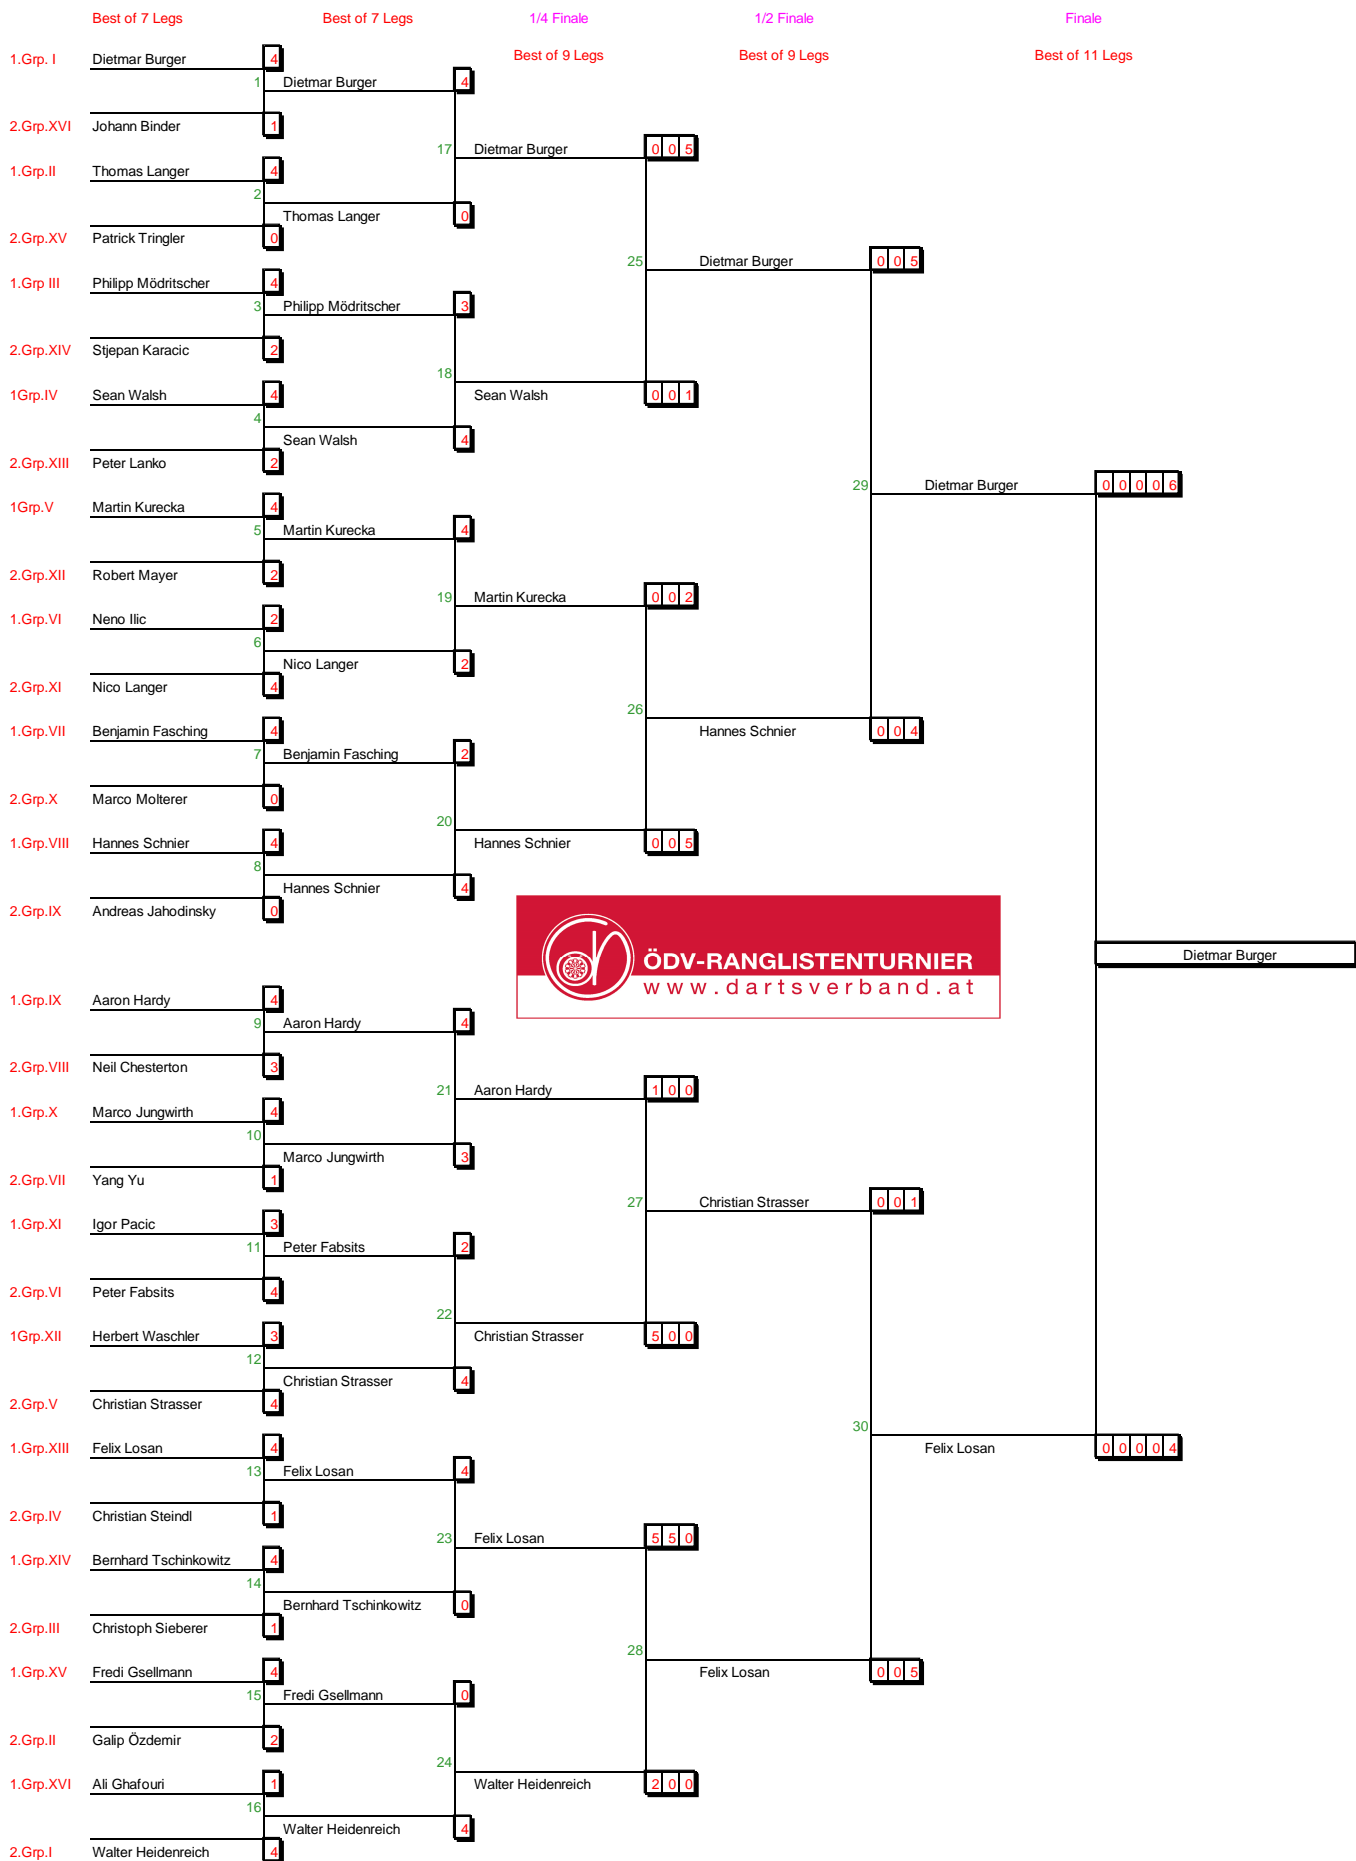 Best of 7 Legs Best of 7 Legs 1/4 Finale 1/2 Finale Finale
Best of 9 Legs Best of 9 Legs Best of 11 Legs
1.Grp. I Dietmar Burger 4
1 Dietmar Burger 4
2.Grp.XVI Johann Binder 1
17 Dietmar Burger 0 0 5
1.Grp.II Thomas Langer 4
2
Thomas Langer 0
2.Grp.XV Patrick Tringler 0
25 Dietmar Burger 0 0 5
1.Grp III Philipp Mödritscher 4
3 Philipp Mödritscher 3
2.Grp.XIV Stjepan Karacic 2
18
1Grp.IV Sean Walsh 4 Sean Walsh 0 0 1
4
Sean Walsh 4
2.Grp.XIII Peter Lanko 2
29 Dietmar Burger 0 0 0 0 6
1Grp.V Martin Kurecka 4
5 Martin Kurecka 4
2.Grp.XII Robert Mayer 2
19 Martin Kurecka 0 0 2
1.Grp.VI Neno Ilic 2
6
Nico Langer 2
2.Grp.XI Nico Langer 4
26
1.Grp.VII Benjamin Fasching 4 Hannes Schnier 0 0 4
7 Benjamin Fasching 2
2.Grp.X Marco Molterer 0
20
1.Grp.VIII Hannes Schnier 4 Hannes Schnier 0 0 5
8
Hannes Schnier 4
2.Grp.IX Andreas Jahodinsky 0
ÖDV-RANGLISTENTURNIER
Dietmar Burger
www.dartsverband.at
1.Grp.IX Aaron Hardy 4
9 Aaron Hardy 4
2.Grp.VIII Neil Chesterton 3
21 Aaron Hardy 1 0 0
1.Grp.X Marco Jungwirth 4
10
Marco Jungwirth 3
2.Grp.VII Yang Yu 1
27 Christian Strasser 0 0 1
1.Grp.XI Igor Pacic 3
11 Peter Fabsits 2
2.Grp.VI Peter Fabsits 4
22
1Grp.XII Herbert Waschler 3 Christian Strasser 5 0 0
12
Christian Strasser 4
2.Grp.V Christian Strasser 4
30
1.Grp.XIII Felix Losan 4 Felix Losan 0 0 0 0 4
13 Felix Losan 4
2.Grp.IV Christian Steindl 1
23 Felix Losan 5 5 0
1.Grp.XIV Bernhard Tschinkowitz 4
14
Bernhard Tschinkowitz 0
2.Grp.III Christoph Sieberer 1
28
1.Grp.XV Fredi Gsellmann 4 Felix Losan 0 0 5
15 Fredi Gsellmann 0
2.Grp.II Galip Özdemir 2
24
1.Grp.XVI Ali Ghafouri 1 Walter Heidenreich 2 0 0
16
Walter Heidenreich 4
2.Grp.I Walter Heidenreich 4